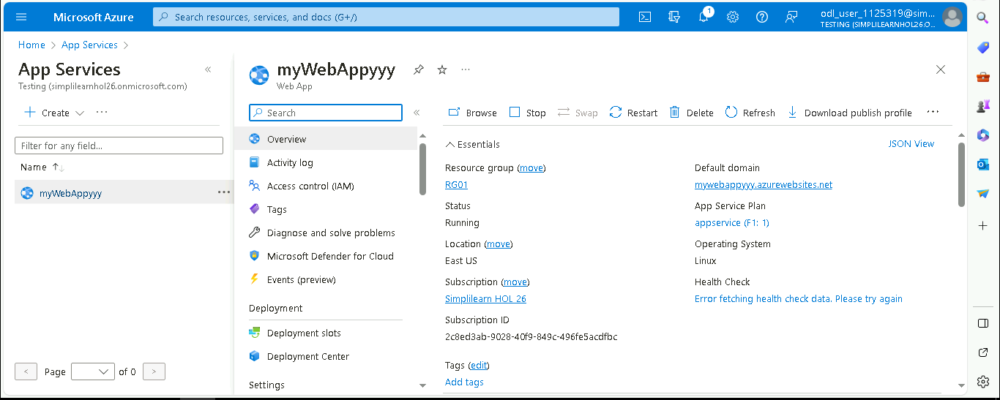 Microsoft Azure
Search resources, services, and docs (G+/)
1
odl_user_1125319@sim...
TESTING (SIMPLILEARNHOL26.O...
Home > App Services >
App Services
Testing (simplilearnhol26.onmicrosoft.com)
+ Create ...
Filter for any field...
Name ↑↓
myWebAppyyy ...
< Page of 0 >
myWebAppyyy ...
Web App
Search
Overview
Activity log
Access control (IAM)
Tags
Diagnose and solve problems
Microsoft Defender for Cloud
Events (preview)
Deployment
Deployment slots
Deployment Center
Settings
Browse Stop Swap Restart Delete Refresh Download publish profile ...
Essentials JSON View
Resource group (move)
RG01
Status
Running
Location (move)
East US
Subscription (move)
Simplilearn HOL 26
Subscription ID
2c8ed3ab-9028-40f9-849c-496fe5acdfbc
Tags (edit)
Add tags
Default domain
mywebappyyy.azurewebsites.net
App Service Plan
appservice (F1: 1)
Operating System
Linux
Health Check
Error fetching health check data. Please try again